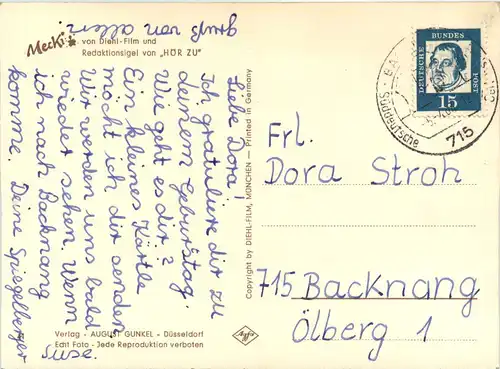 Mecki
von Diehl-Film und
Redaktionsigel von „HÖR ZU"
Liebe Dora!
Ich gratuliere dir zu
deinem Geburtstag.
Wie geht es dir?
Ein kleines Kärtle
möcht ich dir senden
Wir werden uns bald
wieder sehen. Wenn
ich nach Backnang
komme. Deine Spiegelberger
Suse.
gruß von allen
Verlag - AUGUST GUNKEL - Düsseldorf
Echt Foto - Jede Reproduktion verboten
Copyright by DIEHL-FILM, MÜNCHEN — Printed in Germany
DEUTSCHE BUNDESPOST
15
715
Süddeutsche
Frl.
Dora Stroh
715 Backnang
Ölberg 1